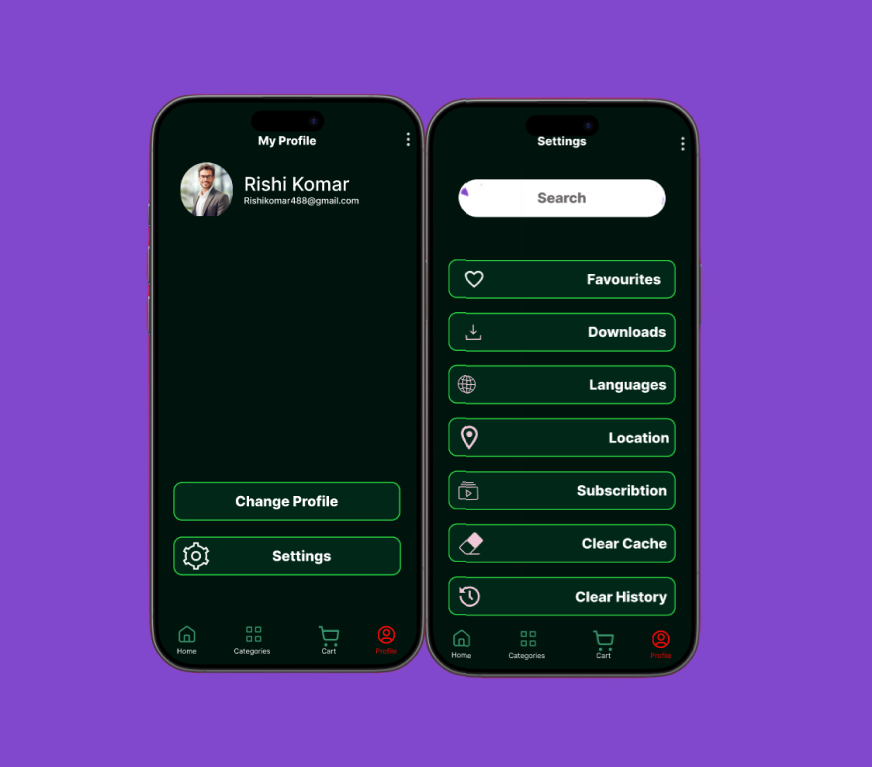 My Profile
Rishi Komar
Rishikomar488@gmail.com
Change Profile
Settings
Home
Categories
Cart
Profile
Settings
Search
Favourites
Downloads
Languages
Location
Subscribtion
Clear Cache
Clear History
Home
Categories
Cart
Profile